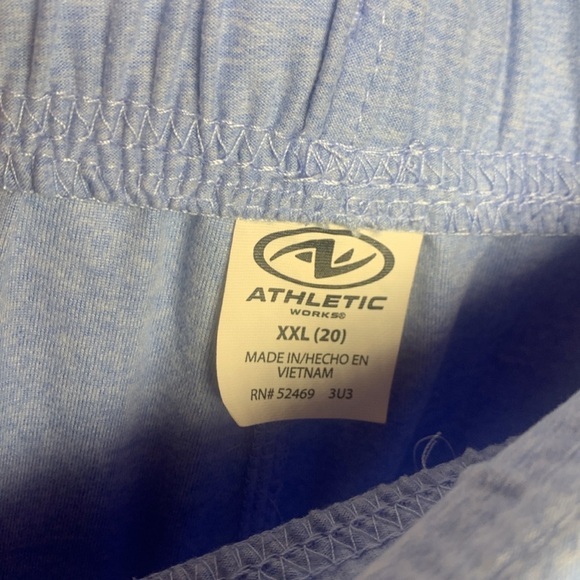 ATHLETIC
WORKS®
XXL (20)
MADE IN/HECHO EN
VIETNAM
RN# 52469 3U3